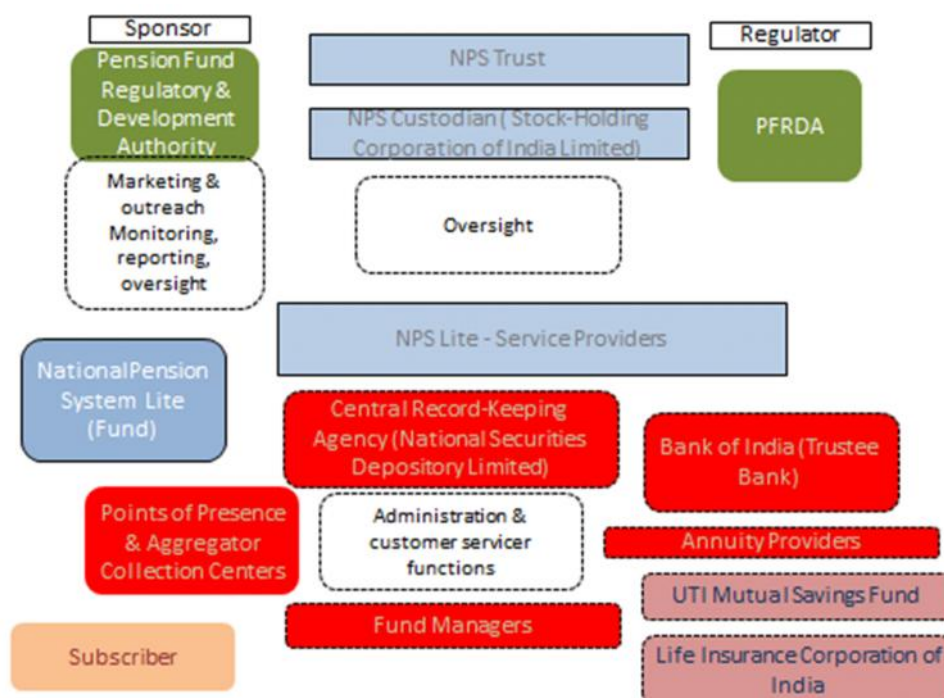 Sponsor
Pension Fund
Regulatory &
Development
Authority
Marketing &
outreach
Monitoring,
reporting,
oversight
NPS Trust
NPS Custodian ( Stock-Holding
Corporation of India Limited)
Oversight
Regulator
PFRDA
NPS Lite - Service Providers
National Pension
System Lite
(Fund)
Central Record-Keeping
Agency (National Securities
Depository Limited)
Bank of India (Trustee
Bank)
Points of Presence
& Aggregator
Collection Centers
Administration &
customer servicer
functions
Annuity Providers
UTI Mutual Savings Fund
Fund Managers
Subscriber
Life Insurance Corporation of
India